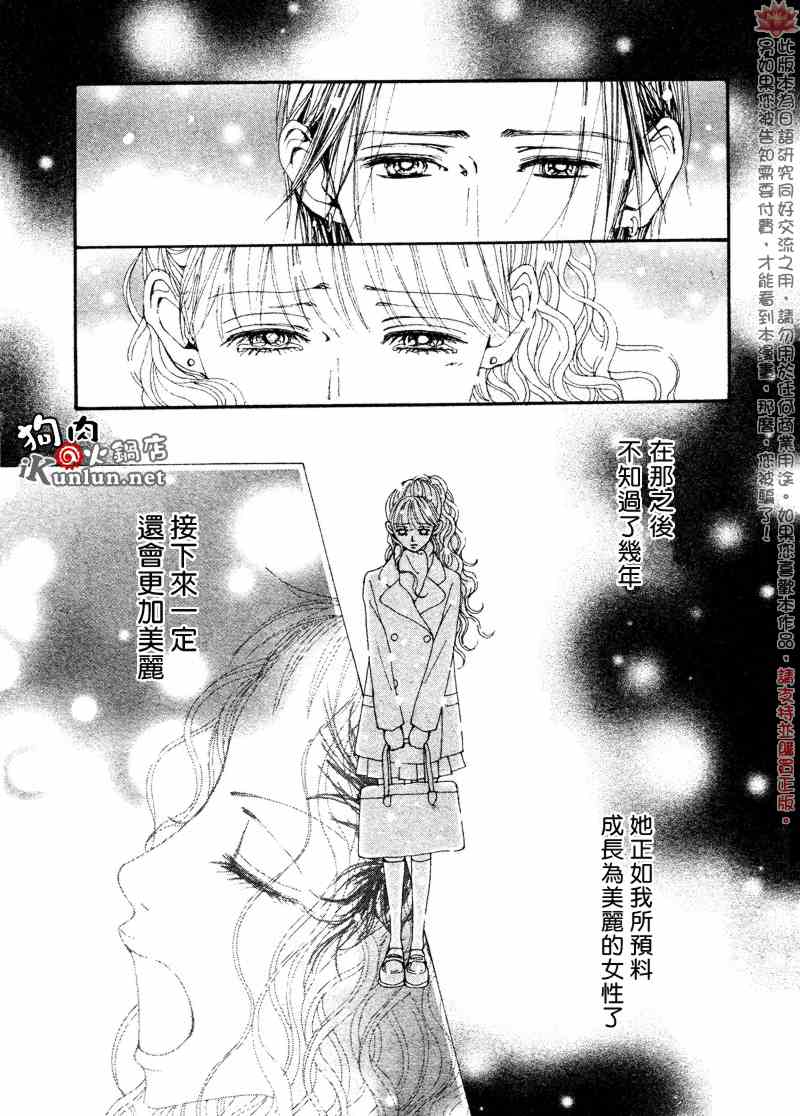 在那之後
不知過了幾年
她正如我所預料
成長為美麗的女性了
接下來一定
還會更加美麗
狗肉@火鍋店
iKunlun.net
此版本為日語研究同好交流之用，請勿用於任何商業用途。如果您喜歡本作品，請支持並購買正版。
另如果您被告知需要付費，才能看到本漫畫，那麼，您被騙了！